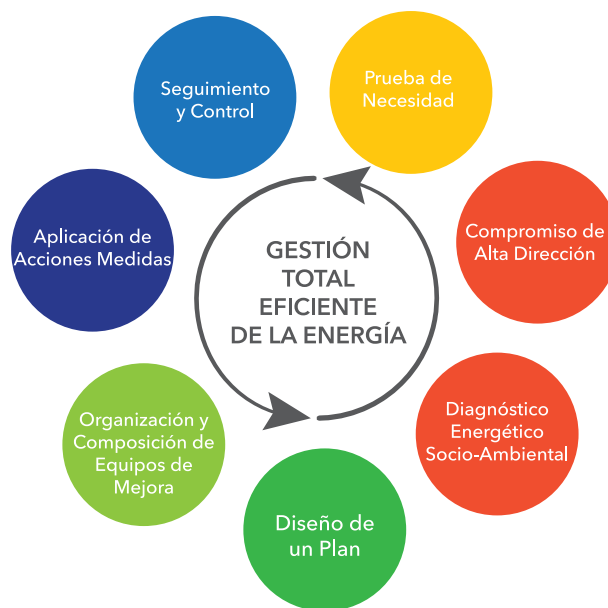 Seguimiento
y Control
Prueba de
Necesidad
Compromiso de
Alta Dirección
Diagnóstico
Energético
Socio-Ambiental
Diseño de
un Plan
Organización y
Composición de
Equipos de
Mejora
Aplicación de
Acciones Medidas
GESTIÓN
TOTAL
EFICIENTE
DE LA ENERGÍA